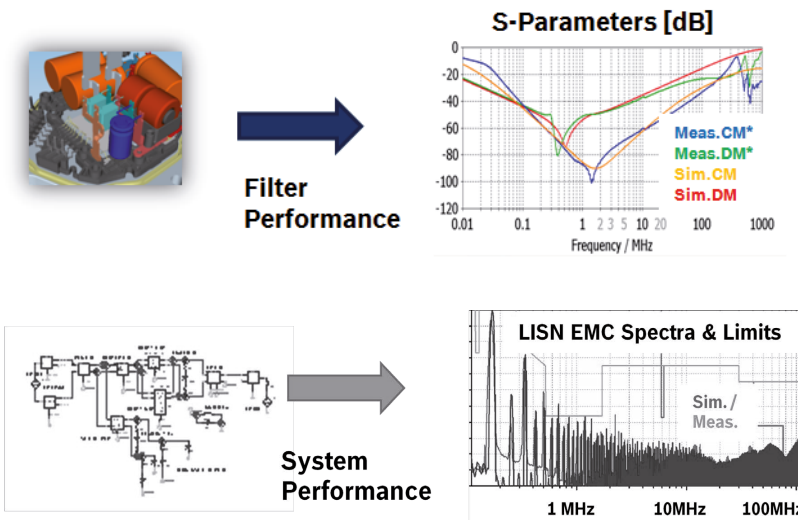 S-Parameters [dB]
0
-20
-40
-60
-80
-100
-120
Meas.CM*
Meas.DM*
Sim.CM
Sim.DM
0.01 0.1 1 2 3 5 10 20 100 1000
Frequency / MHz
Filter
Performance
LISN EMC Spectra & Limits
Sim./
Meas.
System
Performance
1 MHz 10MHz 100MHz